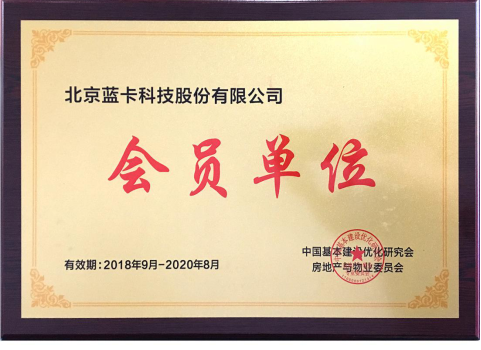 北京蓝卡科技股份有限公司
会员单位
有效期：2018年9月-2020年8月
中国基本建设优化研究会
房地产与物业委员会